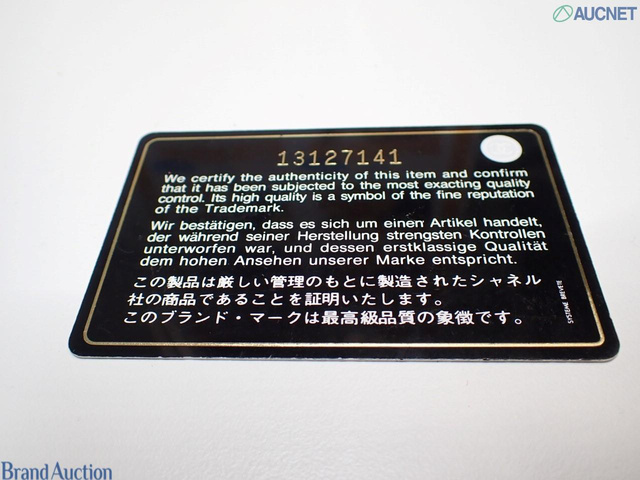 AUCNET
13127141
We certify the authenticity of this item and confirm
that it has been subjected to the most exacting quality
control. Its high quality is a symbol of the fine reputation
of the Trademark.
Wir bestätigen, dass es sich um einen Artikel handelt,
der während seiner Herstellung strengsten Kontrollen
unterworfen war, und dessen erstklassige Qualität
dem hohen Ansehen unserer Marke entspricht.
この製品は厳しい管理のもとに製造されたシャネル
社の商品であることを証明いたします。
このブランド・マークは最高級品質の象徴です。
SYSTEME BREVETE
Brand Auction